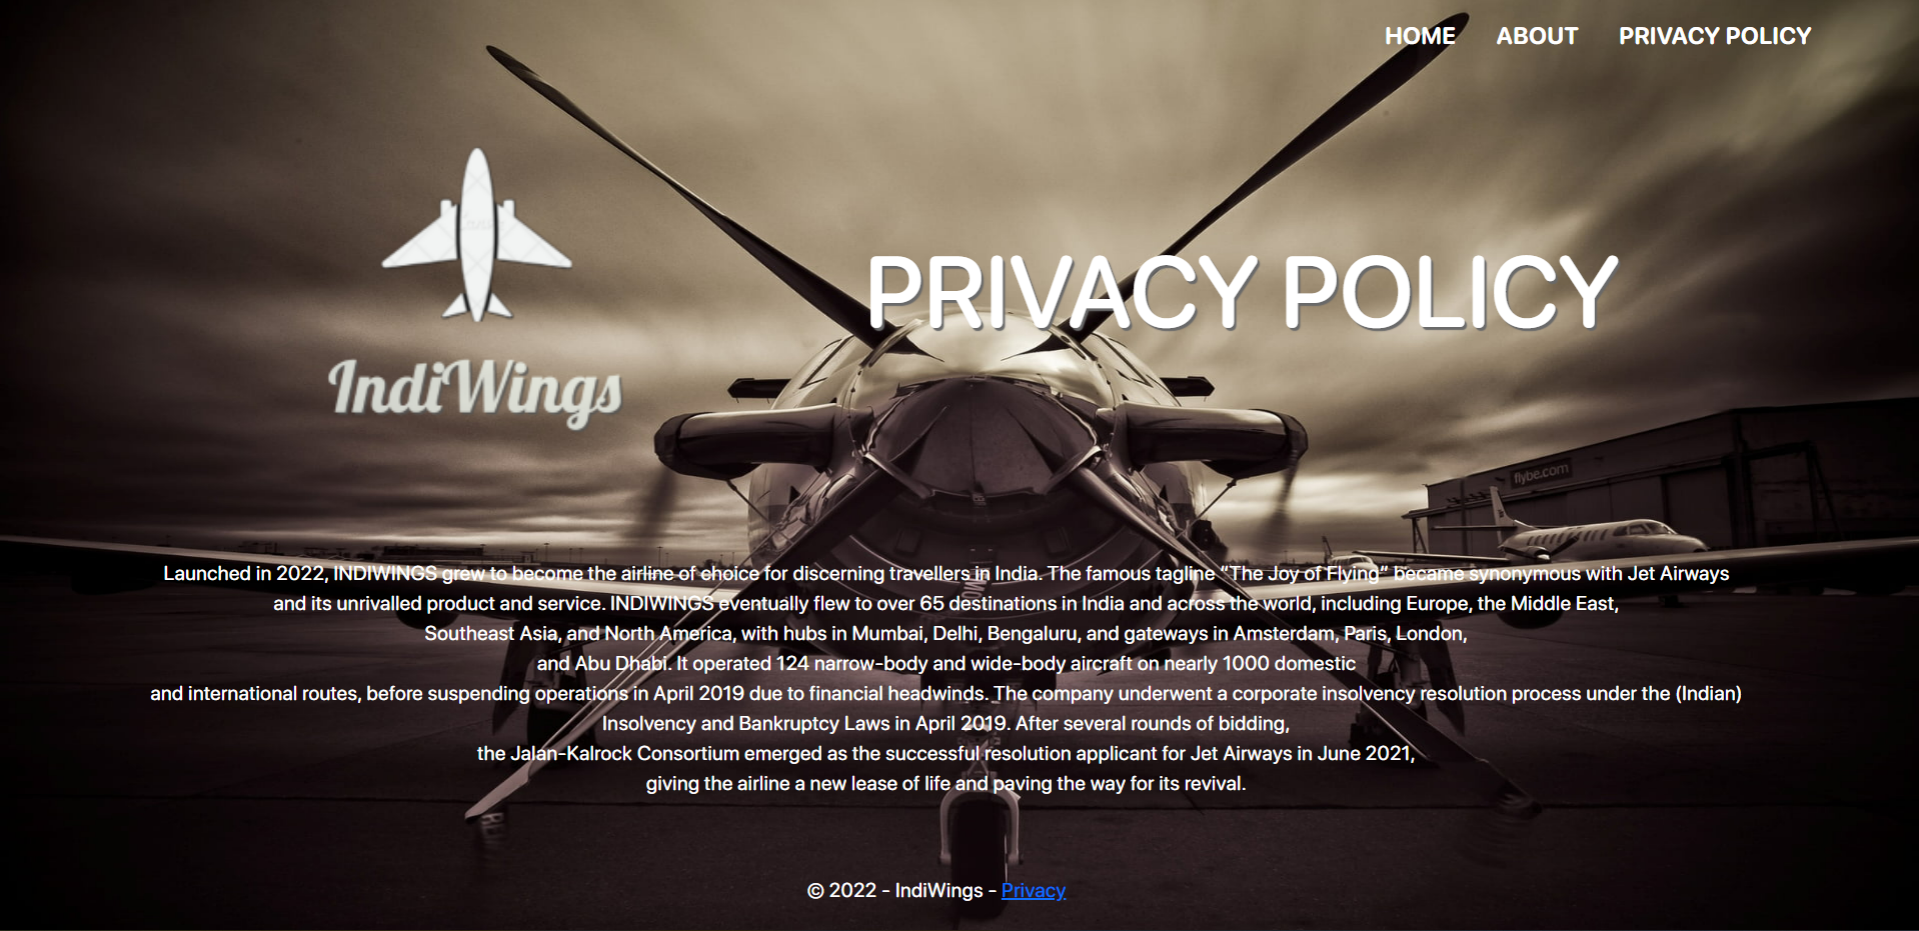 HOME ABOUT PRIVACY POLICY
IndiWings
PRIVACY POLICY
flybe.com
Launched in 2022, INDIWINGS grew to become the airline of choice for discerning travellers in India. The famous tagline “The Joy of Flying” became synonymous with Jet Airways
and its unrivalled product and service. INDIWINGS eventually flew to over 65 destinations in India and across the world, including Europe, the Middle East,
Southeast Asia, and North America, with hubs in Mumbai, Delhi, Bengaluru, and gateways in Amsterdam, Paris, London,
and Abu Dhabi. It operated 124 narrow-body and wide-body aircraft on nearly 1000 domestic
and international routes, before suspending operations in April 2019 due to financial headwinds. The company underwent a corporate insolvency resolution process under the (Indian)
Insolvency and Bankruptcy Laws in April 2019. After several rounds of bidding,
the Jalan-Kalrock Consortium emerged as the successful resolution applicant for Jet Airways in June 2021,
giving the airline a new lease of life and paving the way for its revival.
© 2022 - IndiWings - Privacy